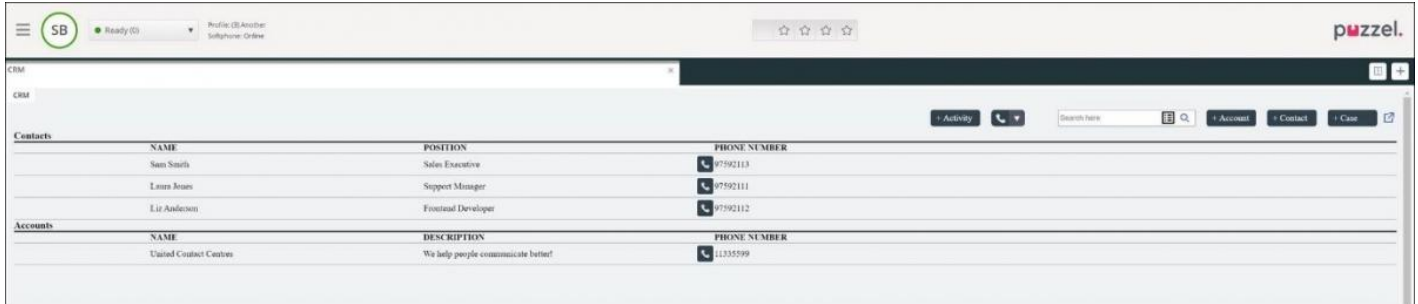 SB
Ready (0)
Profile: (3) Another
Softphone: Online
puzzel.
CRM
CRM
+ Activity
Search here
+ Account
+ Contact
+ Case
Contacts
NAME POSITION PHONE NUMBER
Sam Smith Sales Executive 97592113
Laura Jones Support Manager 97592111
Liz Anderson Frontend Developer 97592112
Accounts
NAME DESCRIPTION PHONE NUMBER
United Contact Centres We help people communicate better! 11335599